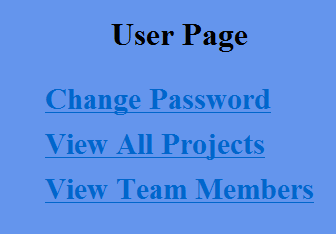 User Page
Change Password
View All Projects
View Team Members